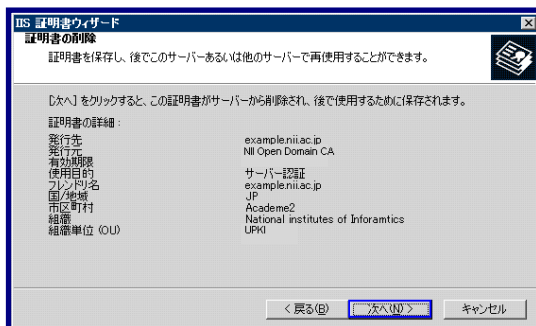 IIS 証明書ウィザード
証明書の削除
証明書を保存し、後でこのサーバーあるいは他のサーバーで再使用することができます。
[次へ] をクリックすると、この証明書がサーバーから削除され、後で使用するために保存されます。
証明書の詳細:
発行先 example.nii.ac.jp
発行元 NII Open Domain CA
有効期限
使用目的 サーバー認証
フレンドリ名 example.nii.ac.jp
国/地域 JP
市区町村 Academe2
組織 National institutes of Inforamtics
組織単位 (OU) UPKI
< 戻る(B) 次へ(N) > キャンセル